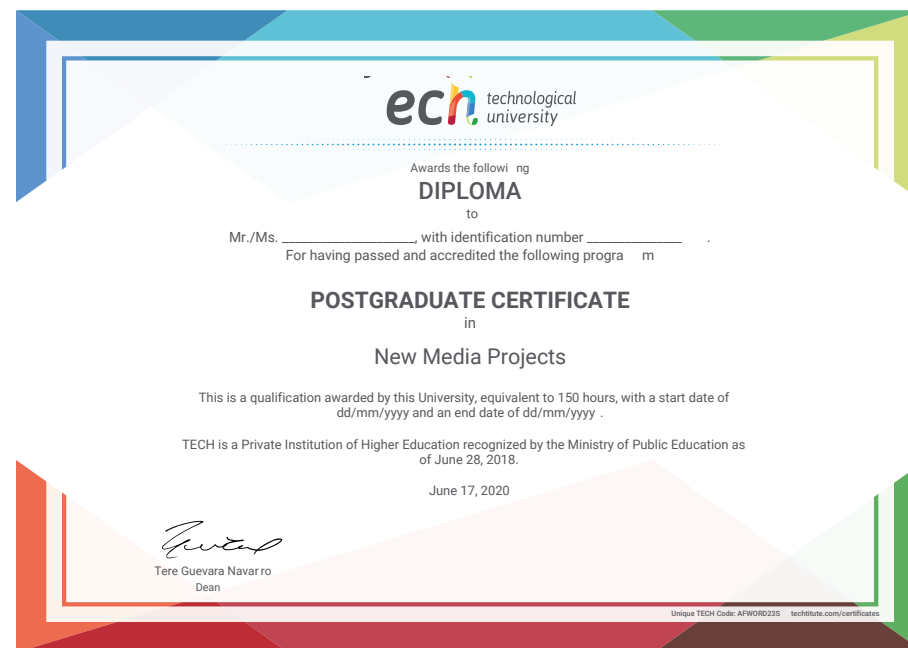 ech technological
university
Awards the followi ng
DIPLOMA
to
Mr./Ms. ____________________, with identification number ______________ .
For having passed and accredited the following progra m
POSTGRADUATE CERTIFICATE
in
New Media Projects
This is a qualification awarded by this University, equivalent to 150 hours, with a start date of
dd/mm/yyyy and an end date of dd/mm/yyyy .
TECH is a Private Institution of Higher Education recognized by the Ministry of Public Education as
of June 28, 2018.
June 17, 2020
Tere Guevara Navar ro
Dean
Unique TECH Code: AFWORD23S techtitute.com/certificates